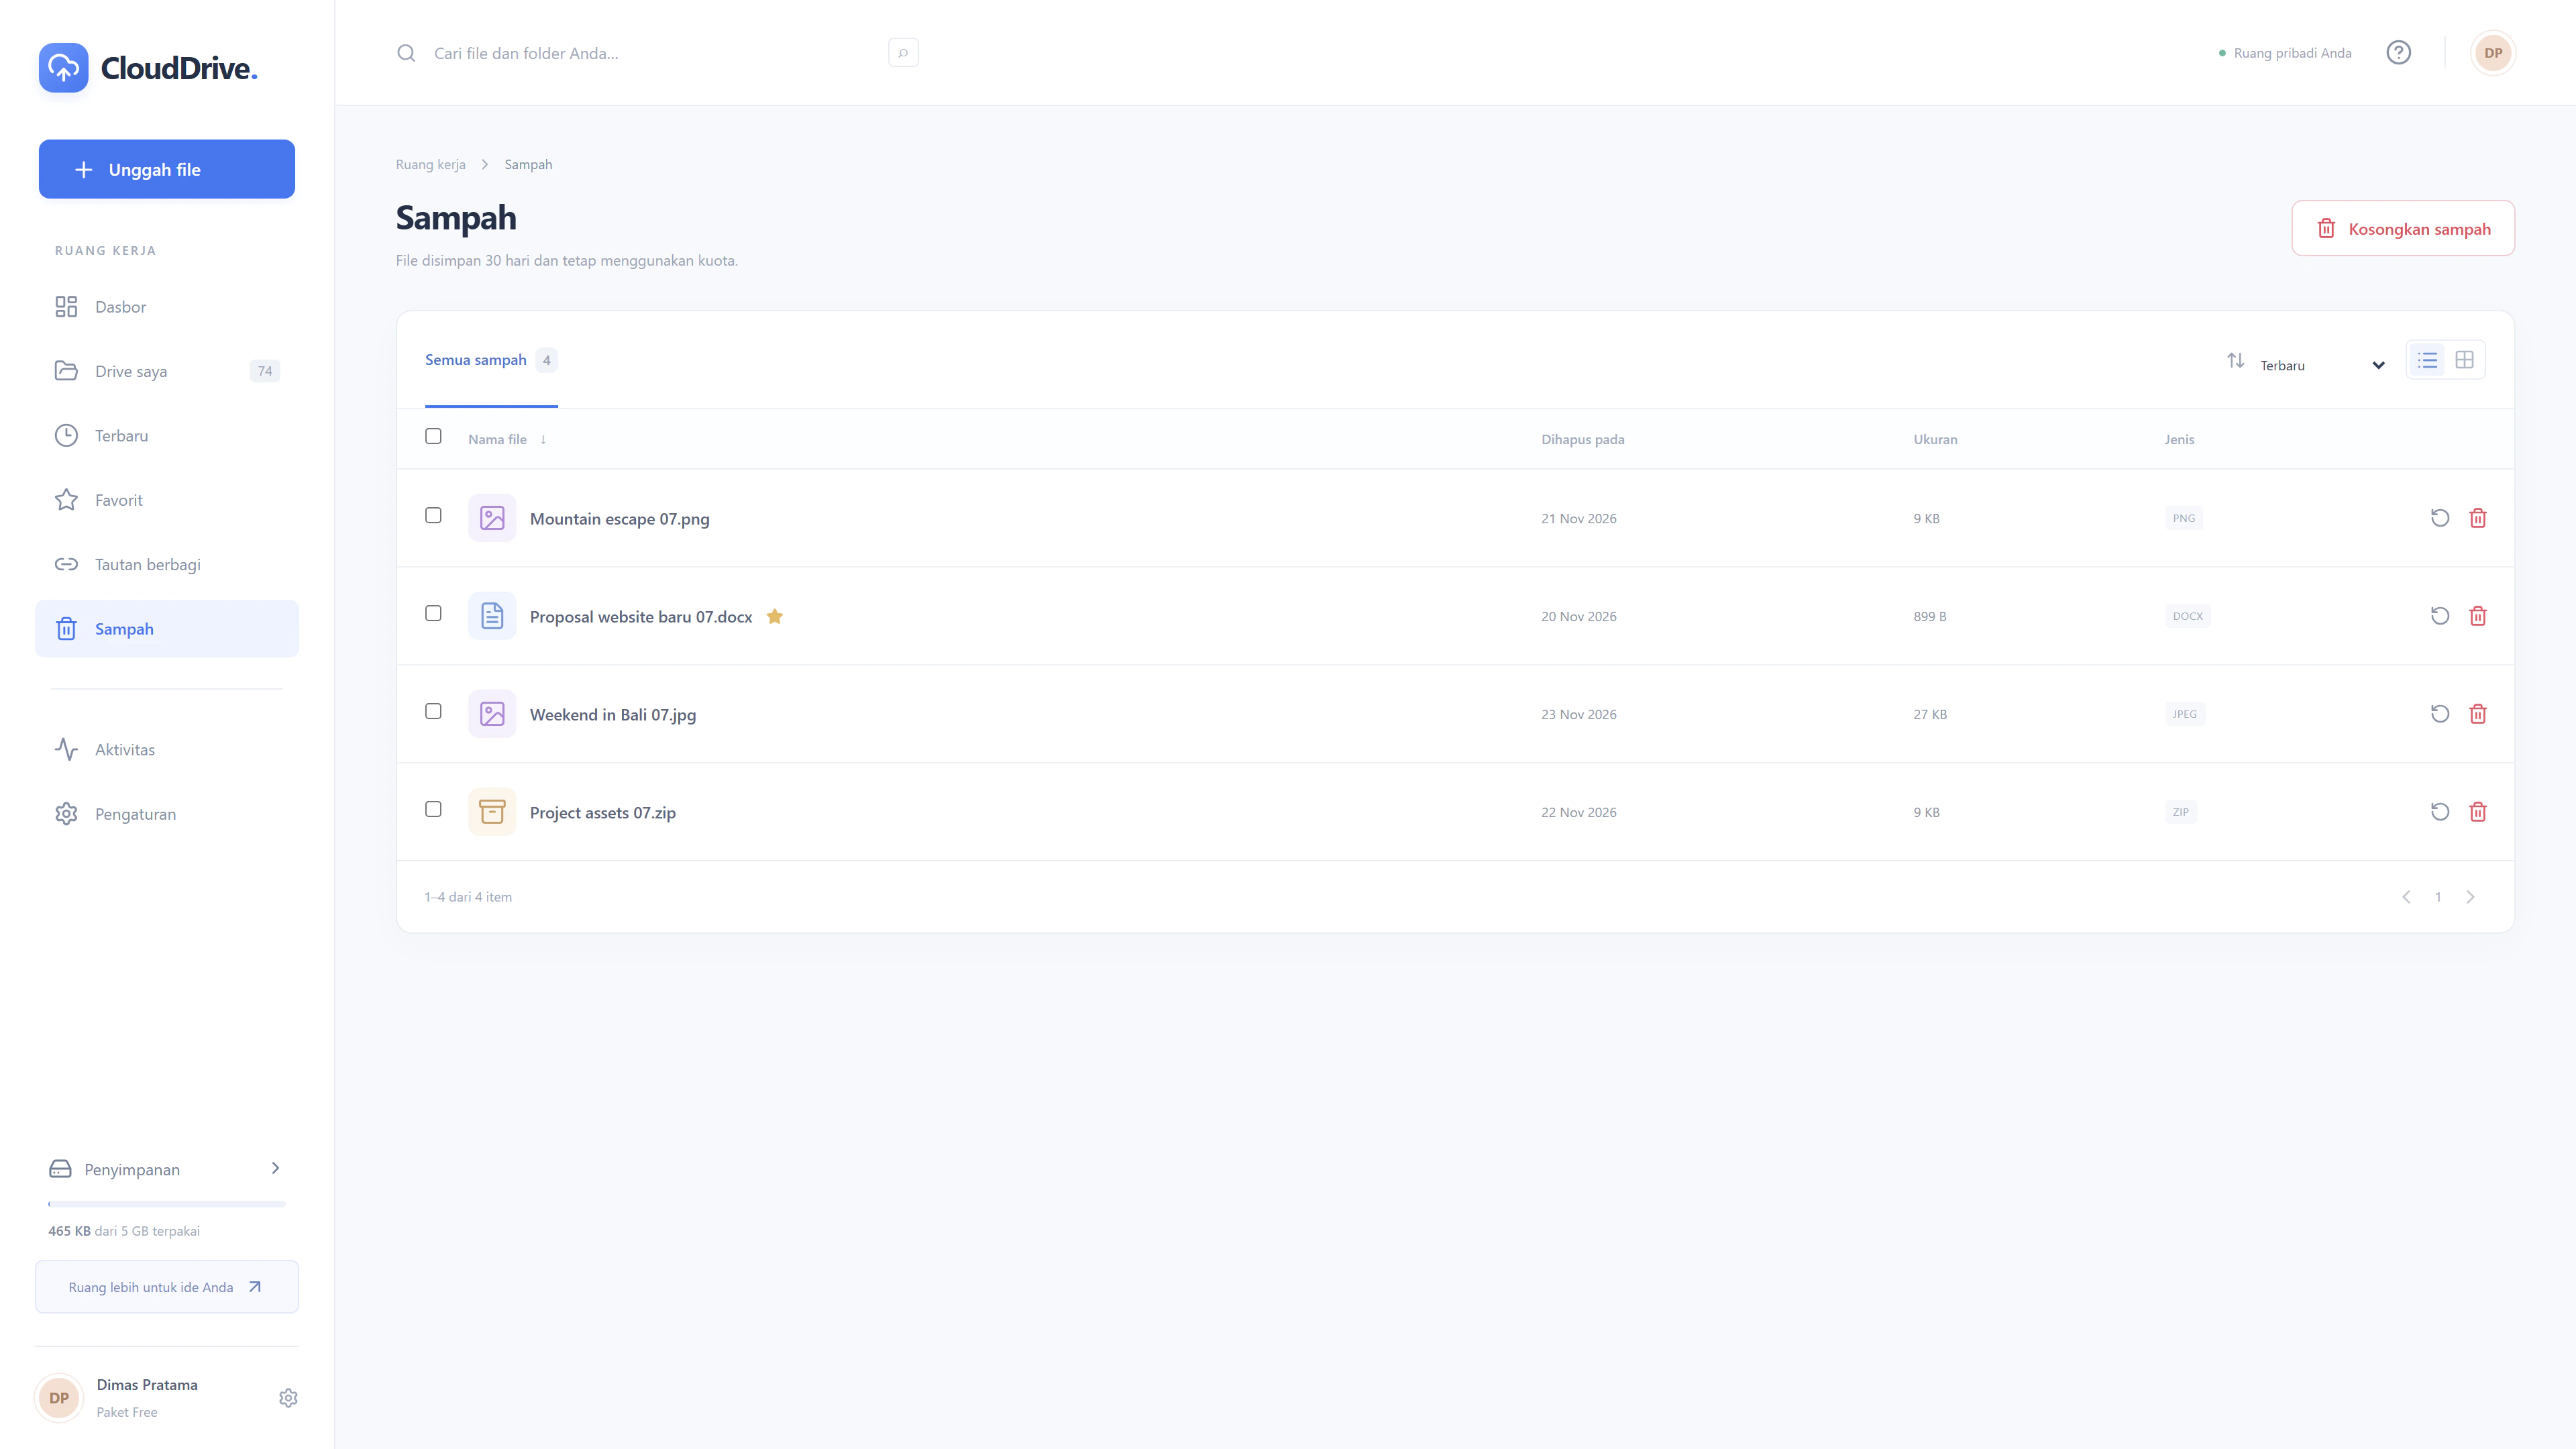 CloudDrive.
Unggah file
RUANG KERJA
Dasbor
Drive saya 74
Terbaru
Favorit
Tautan berbagi
Sampah
Aktivitas
Pengaturan
Penyimpanan
465 KB dari 5 GB terpakai
Ruang lebih untuk ide Anda
DP
Dimas Pratama
Paket Free
Cari file dan folder Anda...
Ruang pribadi Anda
DP
Ruang kerja > Sampah
Sampah
File disimpan 30 hari dan tetap menggunakan kuota.
Kosongkan sampah
Semua sampah 4
Terbaru
Nama file ↓ Dihapus pada Ukuran Jenis
Mountain escape 07.png 21 Nov 2026 9 KB PNG
Proposal website baru 07.docx 20 Nov 2026 899 B DOCX
Weekend in Bali 07.jpg 23 Nov 2026 27 KB JPEG
Project assets 07.zip 22 Nov 2026 9 KB ZIP
1–4 dari 4 item
1